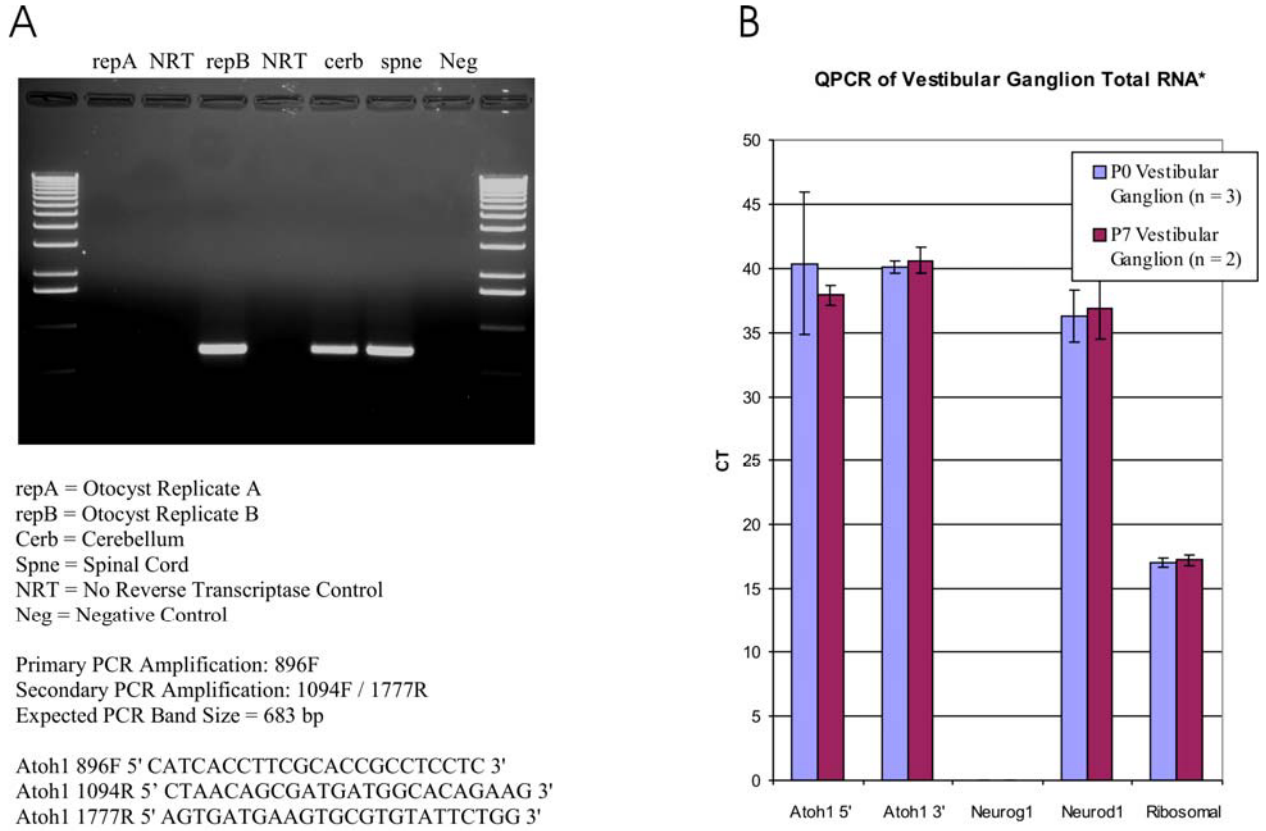 A
repA NRT repB NRT cerb spne Neg
repA = Otocyst Replicate A
repB = Otocyst Replicate B
Cerb = Cerebellum
Spne = Spinal Cord
NRT = No Reverse Transcriptase Control
Neg = Negative Control
Primary PCR Amplification: 896F
Secondary PCR Amplification: 1094F / 1777R
Expected PCR Band Size = 683 bp
Atoh1 896F 5' CATCACCTTCGCACCGCCTCCTC 3'
Atoh1 1094R 5’ CTAACAGCGATGATGGCACAGAAG 3'
Atoh1 1777R 5' AGTGATGAAGTGCGTGTATTCTGG 3'
B
QPCR of Vestibular Ganglion Total RNA*
50
45
40
35
30
25
20
15
10
5
0
CT
P0 Vestibular
Ganglion (n = 3)
P7 Vestibular
Ganglion (n = 2)
Atoh1 5' Atoh1 3' Neurog1 Neurod1 Ribosomal